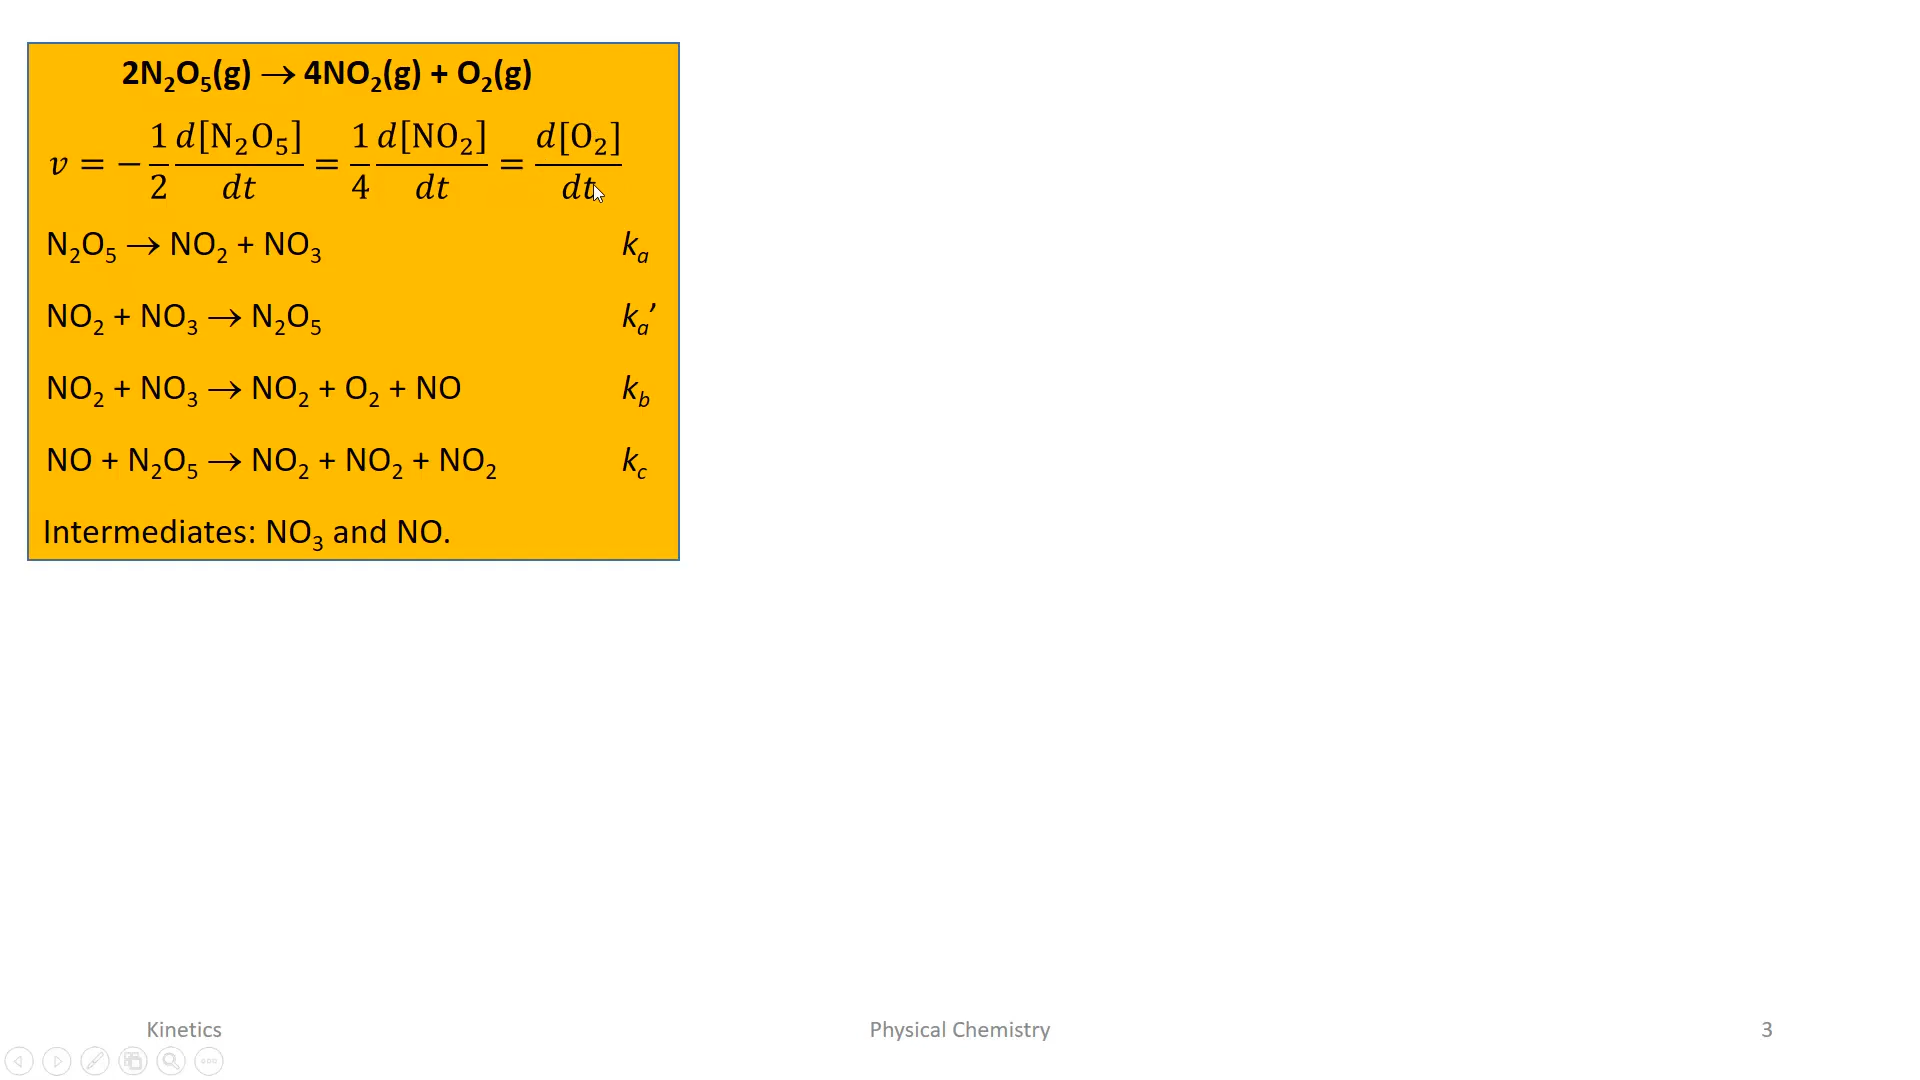 2N₂O₅(g) → 4NO₂(g) + O₂(g)
v = −1/2 d[N₂O₅]/dt = 1/4 d[NO₂]/dt = d[O₂]/dt
N₂O₅ → NO₂ + NO₃ kₐ
NO₂ + NO₃ → N₂O₅ kₐ’
NO₂ + NO₃ → NO₂ + O₂ + NO k_b
NO + N₂O₅ → NO₂ + NO₂ + NO₂ k_c
Intermediates: NO₃ and NO.
Kinetics Physical Chemistry 3